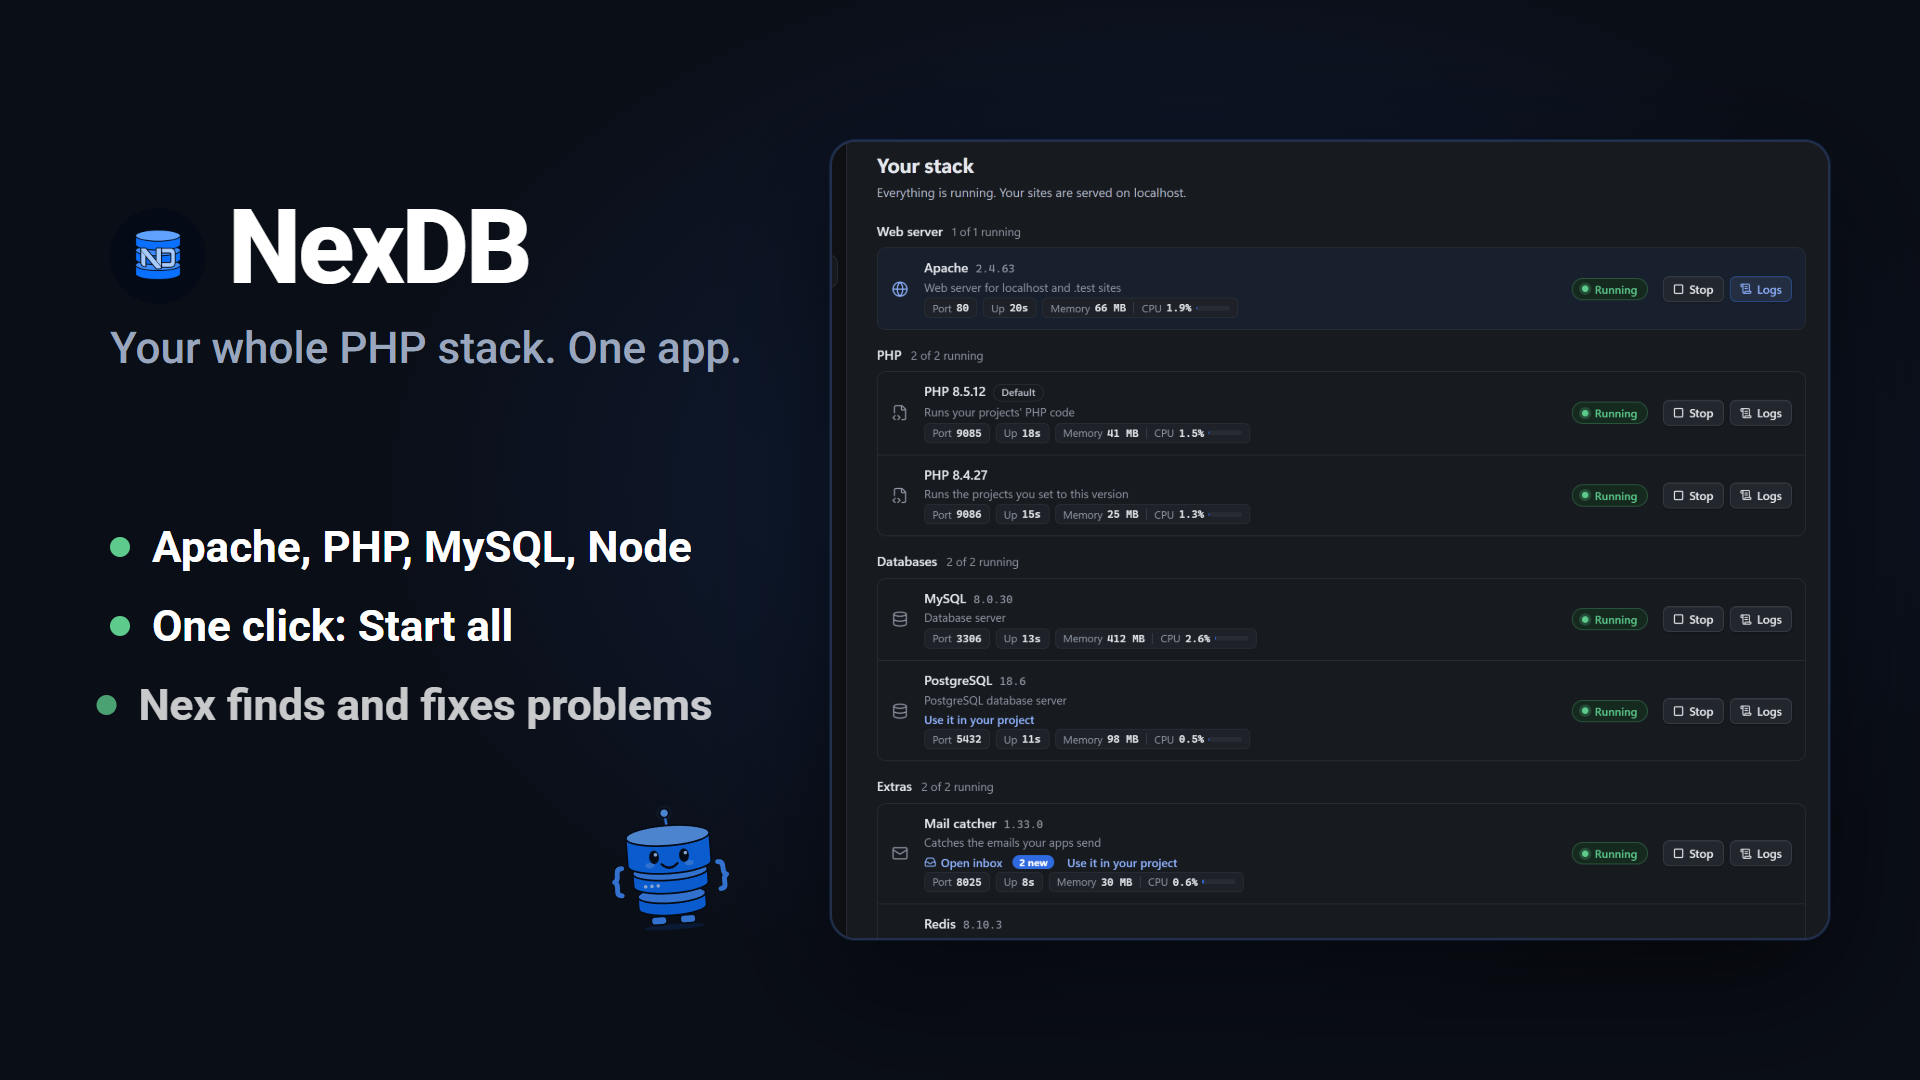 ND
NexDB
Your whole PHP stack. One app.
Apache, PHP, MySQL, Node
One click: Start all
Nex finds and fixes problems
Your stack
Everything is running. Your sites are served on localhost.
Web server 1 of 1 running
Apache 2.4.63
Web server for localhost and .test sites
Port 80 Up 20s Memory 66 MB CPU 1.9%
Running Stop Logs
PHP 2 of 2 running
PHP 8.5.12 Default
Runs your projects' PHP code
Port 9085 Up 18s Memory 41 MB CPU 1.5%
Running Stop Logs
PHP 8.4.27
Runs the projects you set to this version
Port 9086 Up 15s Memory 25 MB CPU 1.3%
Running Stop Logs
Databases 2 of 2 running
MySQL 8.0.30
Database server
Port 3306 Up 13s Memory 412 MB CPU 2.6%
Running Stop Logs
PostgreSQL 18.6
PostgreSQL database server
Use it in your project
Port 5432 Up 11s Memory 98 MB CPU 0.5%
Running Stop Logs
Extras 2 of 2 running
Mail catcher 1.33.0
Catches the emails your apps send
Open inbox 2 new Use it in your project
Port 8025 Up 8s Memory 30 MB CPU 0.6%
Running Stop Logs
Redis 8.10.3